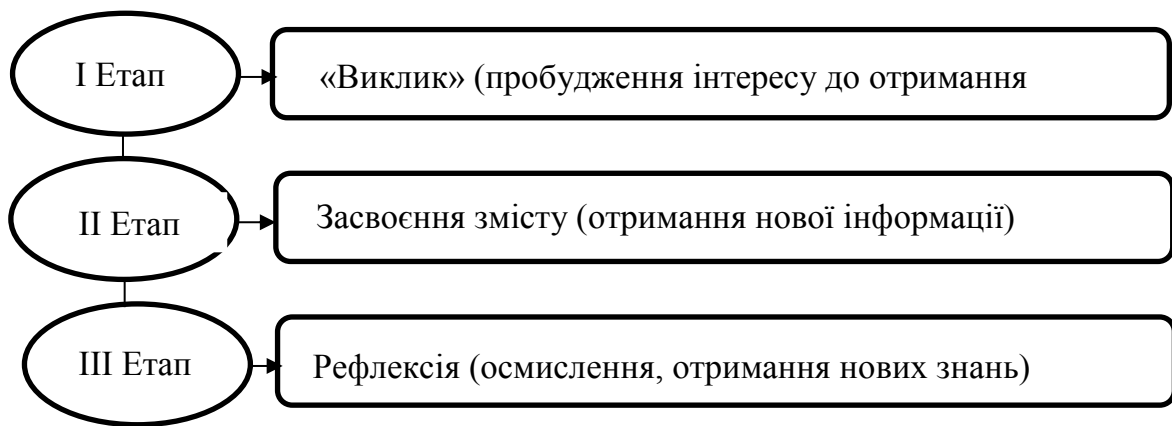 І Етап
«Виклик» (пробудження інтересу до отримання
ІІ Етап
Засвоєння змісту (отримання нової інформації)
ІІІ Етап
Рефлексія (осмислення, отримання нових знань)